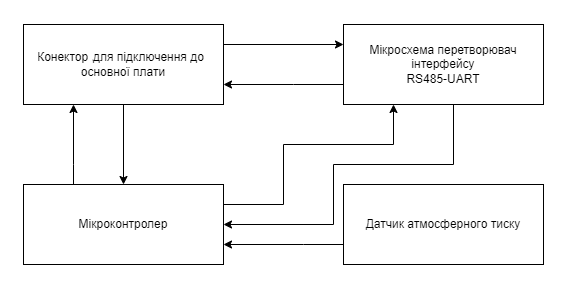 Конектор для підключення до
основної плати
Мікросхема перетворювач
інтерфейсу
RS485-UART
Мікроконтролер
Датчик атмосферного тиску